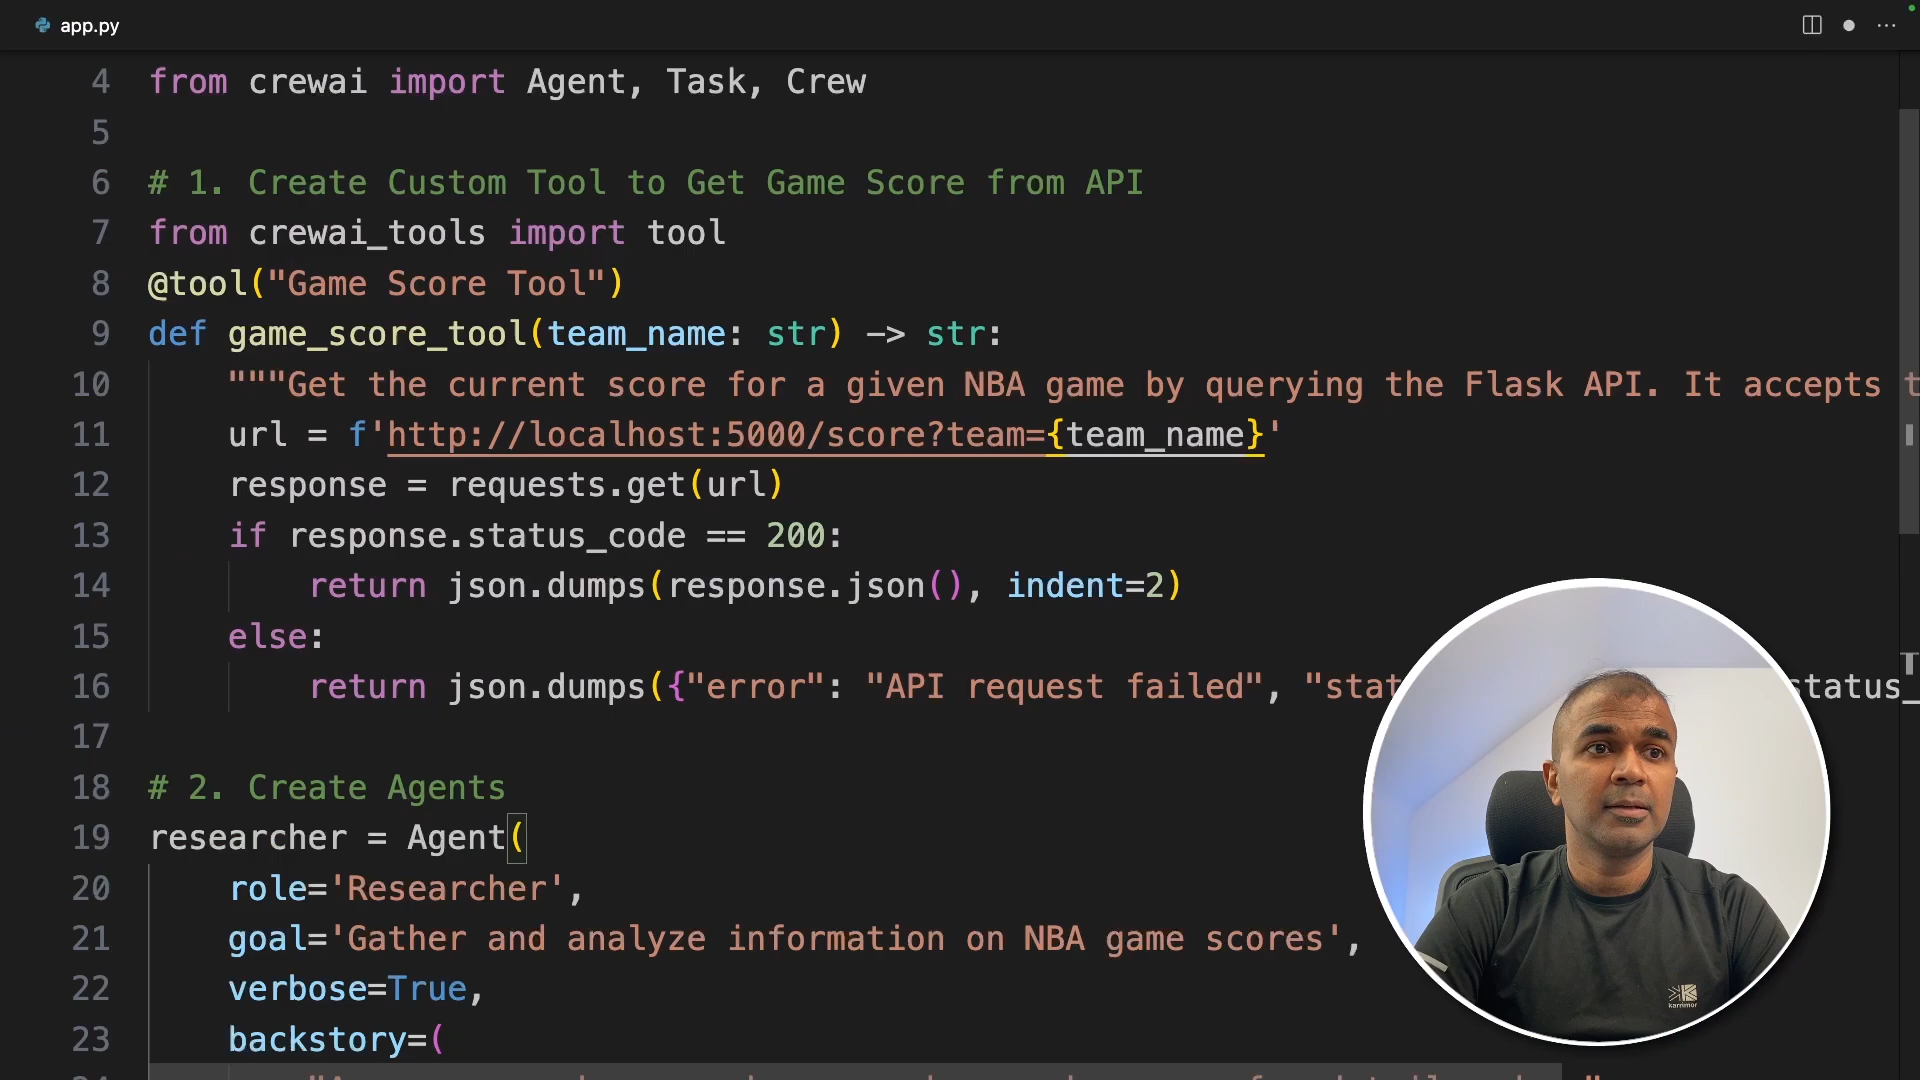 app.py
4 from crewai import Agent, Task, Crew
5
6 # 1. Create Custom Tool to Get Game Score from API
7 from crewai_tools import tool
8 @tool("Game Score Tool")
9 def game_score_tool(team_name: str) -> str:
10 """Get the current score for a given NBA game by querying the Flask API. It accepts t
11 url = f'http://localhost:5000/score?team={team_name}'
12 response = requests.get(url)
13 if response.status_code == 200:
14 return json.dumps(response.json(), indent=2)
15 else:
16 return json.dumps({"error": "API request failed", "stat status_
17
18 # 2. Create Agents
19 researcher = Agent(
20 role='Researcher',
21 goal='Gather and analyze information on NBA game scores',
22 verbose=True,
23 backstory=(
karrimor